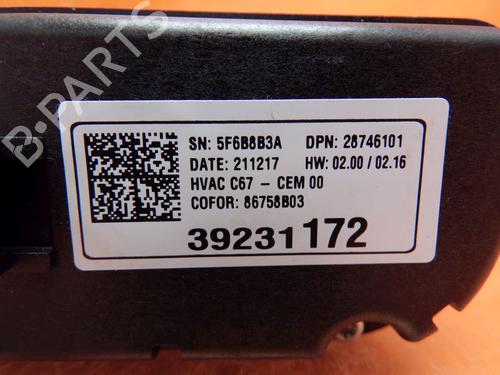 SN: 5F6B8B3A DPN: 28746101
DATE: 211217 HW: 02.00 / 02.16
HVAC C67 - CEM 00
COFOR: 86758B03
39231172
B-PARTS